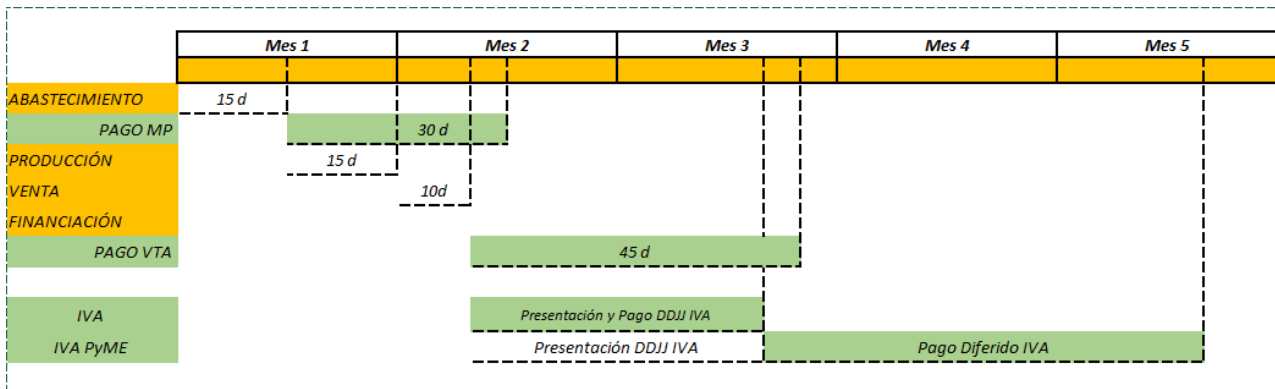 Mes 1 Mes 2 Mes 3 Mes 4 Mes 5
ABASTECIMIENTO 15 d
PAGO MP 30 d
PRODUCCIÓN 15 d
VENTA 10d
FINANCIACIÓN
PAGO VTA 45 d
IVA Presentación y Pago DDJJ IVA
IVA PyME Presentación DDJJ IVA Pago Diferido IVA